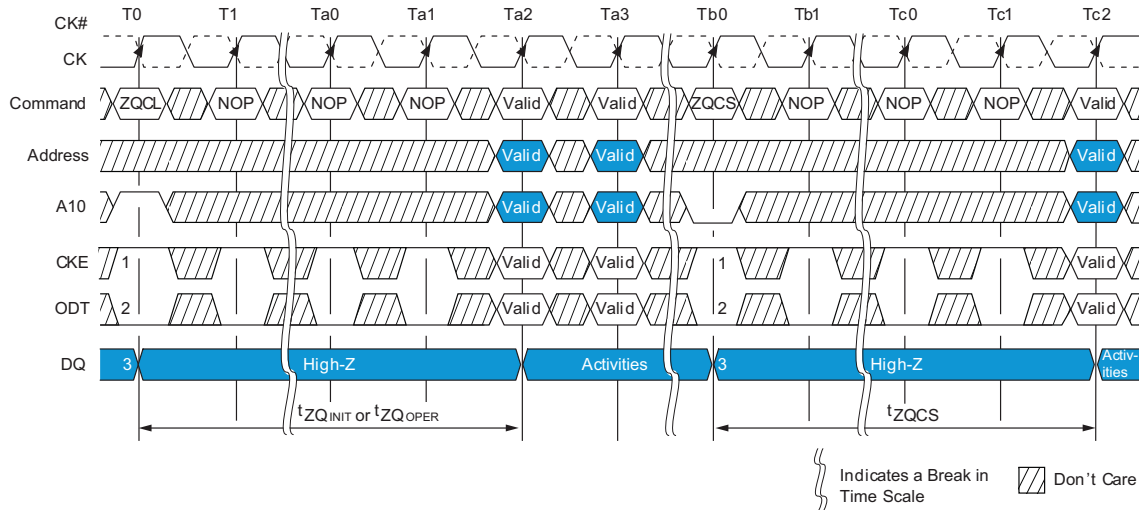 CK# T0 T1 Ta0 Ta1 Ta2 Ta3 Tb0 Tb1 Tc0 Tc1 Tc2
CK
Command ZQCL NOP NOP NOP Valid Valid ZQCS NOP NOP NOP Valid
Address Valid Valid Valid
A10 Valid Valid Valid
CKE 1 Valid Valid 1 Valid
ODT 2 Valid Valid 2 Valid
DQ 3 High-Z Activities 3 High-Z Activ-
ities
tZQINIT or tZQOPER tZQCS
Indicates a Break in
Time Scale
Don't Care